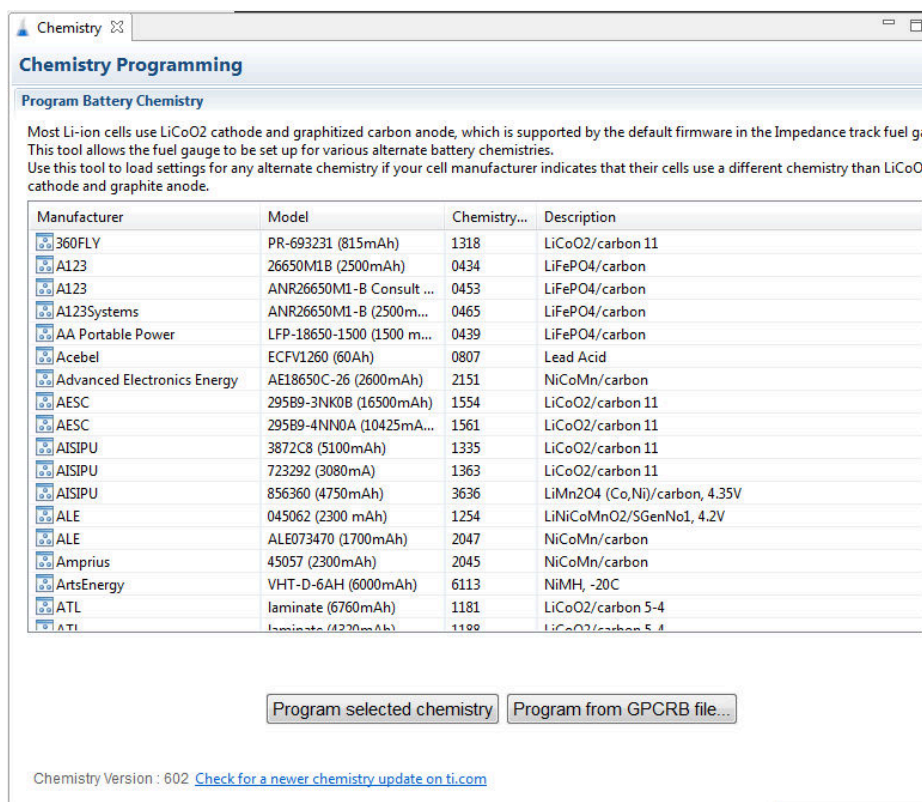 Chemistry
Chemistry Programming
Program Battery Chemistry
Most Li-ion cells use LiCoO2 cathode and graphitized carbon anode, which is supported by the default firmware in the Impedance track fuel ga
This tool allows the fuel gauge to be set up for various alternate battery chemistries.
Use this tool to load settings for any alternate chemistry if your cell manufacturer indicates that their cells use a different chemistry than LiCoO
cathode and graphite anode.
Manufacturer Model Chemistry... Description
360FLY PR-693231 (815mAh) 1318 LiCoO2/carbon 11
A123 26650M1B (2500mAh) 0434 LiFePO4/carbon
A123 ANR26650M1-B Consult ... 0453 LiFePO4/carbon
A123Systems ANR26650M1-B (2500m... 0465 LiFePO4/carbon
AA Portable Power LFP-18650-1500 (1500 m... 0439 LiFePO4/carbon
Acebel ECFV1260 (60Ah) 0807 Lead Acid
Advanced Electronics Energy AE18650C-26 (2600mAh) 2151 NiCoMn/carbon
AESC 295B9-3NK0B (16500mAh) 1554 LiCoO2/carbon 11
AESC 295B9-4NN0A (10425mA... 1561 LiCoO2/carbon 11
AISIPU 3872C8 (5100mAh) 1335 LiCoO2/carbon 11
AISIPU 723292 (3080mA) 1363 LiCoO2/carbon 11
AISIPU 856360 (4750mAh) 3636 LiMn2O4 (Co,Ni)/carbon, 4.35V
ALE 045062 (2300 mAh) 1254 LiNiCoMnO2/SGenNo1, 4.2V
ALE ALE073470 (1700mAh) 2047 NiCoMn/carbon
Amprius 45057 (2300mAh) 2045 NiCoMn/carbon
ArtsEnergy VHT-D-6AH (6000mAh) 6113 NiMH, -20C
ATL laminate (6760mAh) 1181 LiCoO2/carbon 5-4
ATL laminate (4320mAh) 1188 LiCoO2/carbon 5-4
Program selected chemistry Program from GPCRB file...
Chemistry Version : 602 Check for a newer chemistry update on ti.com